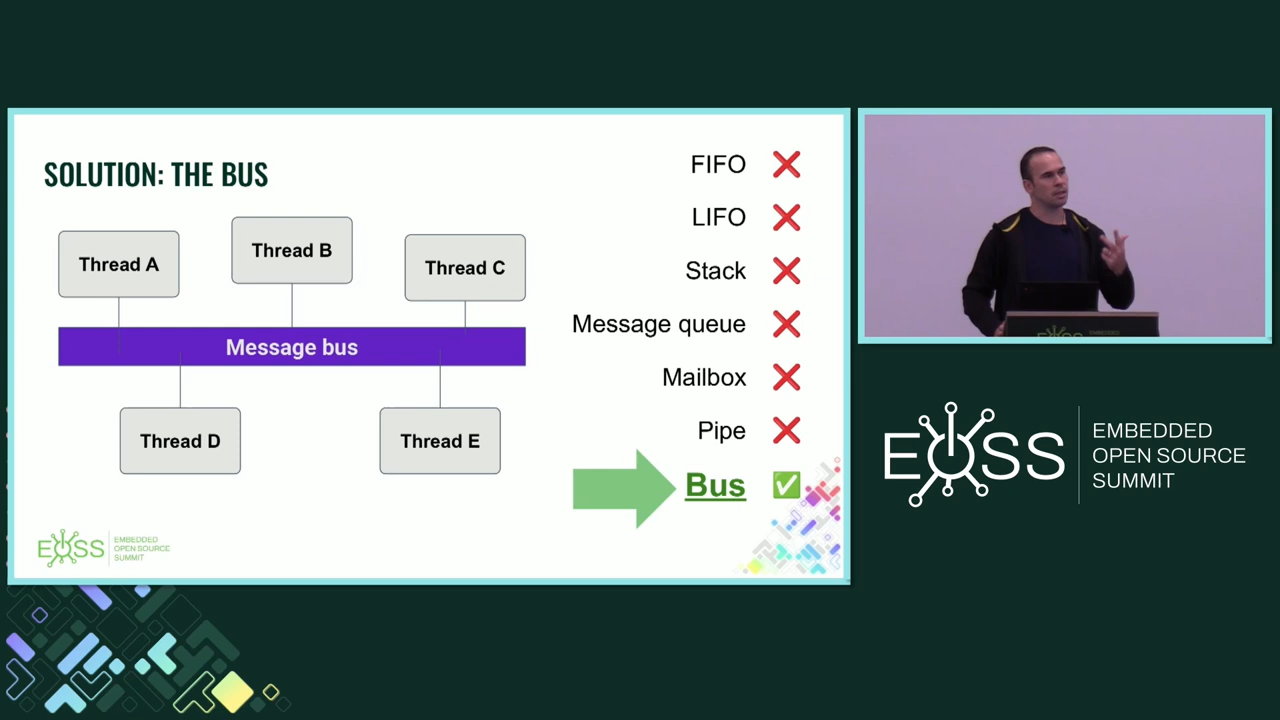 SOLUTION: THE BUS
Thread A
Thread B
Thread C
Message bus
Thread D
Thread E
FIFO ❌
LIFO ❌
Stack ❌
Message queue ❌
Mailbox ❌
Pipe ❌
Bus ✅
EOSS
EMBEDDED
OPEN SOURCE
SUMMIT
EOSS
EMBEDDED
OPEN SOURCE
SUMMIT